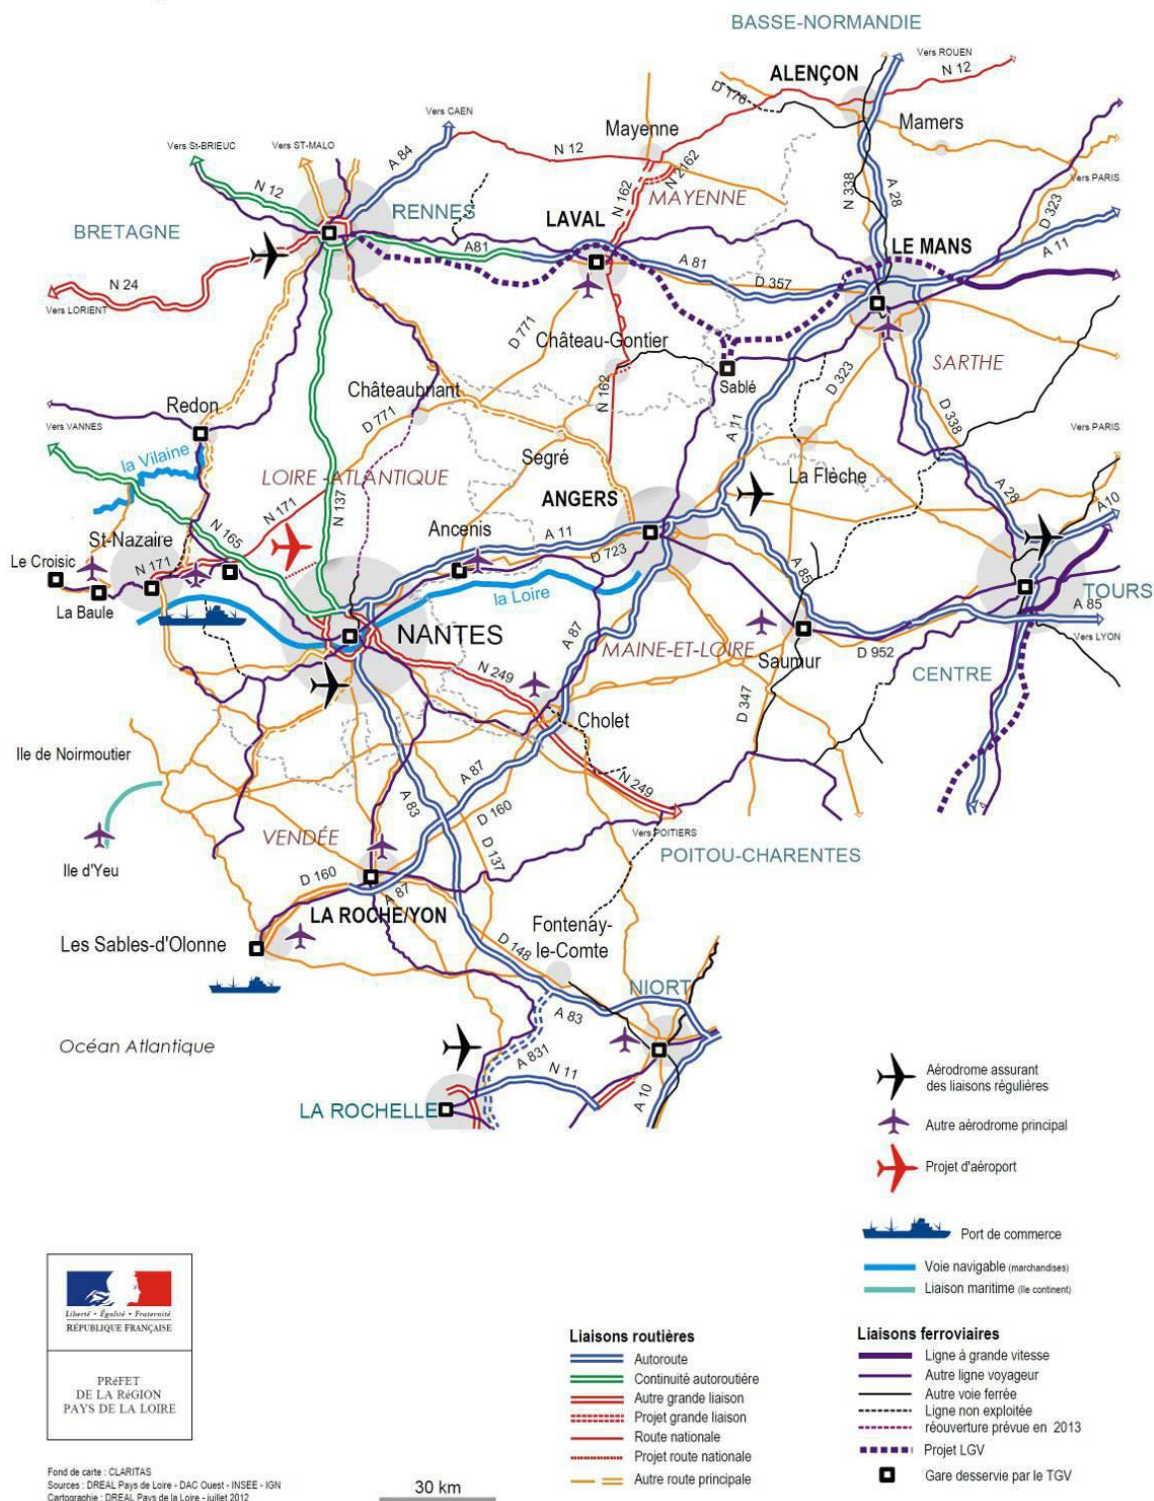 BASSE-NORMANDIE
Vers ROUEN
N 12
ALENÇON
D 176
Vers CAEN
Mayenne
Mamers
Vers St-BRIEUC
Vers ST-MALO
A 84
N 12
N 2162
N 12
N 162
MAYENNE
N 338
A 28
Vers PARIS
RENNES
LAVAL
D 323
BRETAGNE
A81
LE MANS
A 11
A 81
D 357
N 24
Vers LORIENT
D 771
Château-Gontier
D 323
SARTHE
Châteaubriant
N 162
Sablé
Redon
D 771
D 338
Vers VANNES
A 11
Vers PARIS
la Vilaine
Segré
LOIRE-ATLANTIQUE
La Flèche
N 171
N 137
ANGERS
A 28
A10
St-Nazaire
N 165
Ancenis
A 11
Le Croisic
N 171
D 723
A 85
La Baule
la Loire
TOURS
A 85
NANTES
A 87
MAINE-ET-LOIRE
Vers LYON
Saumur
D 952
N 249
CENTRE
D 347
Cholet
Ile de Noirmoutier
A 87
N 249
A 83
D 160
VENDÉE
Vers POITIERS
D 137
POITOU-CHARENTES
Ile d'Yeu
D 160
A 87
LA ROCHE/YON
Fontenay-
le-Comte
Les Sables-d'Olonne
D 148
NIORT
A 83
Océan Atlantique
A 831
N 11
A 10
LA ROCHELLE
Aérodrome assurant
des liaisons régulières
Autre aérodrome principal
Projet d'aéroport
Port de commerce
Voie navigable (marchandises)
Liaison maritime (île continent)
Liberté • Égalité • Fraternité
RÉPUBLIQUE FRANÇAISE
PRéFET
DE LA RéGION
PAYS DE LA LOIRE
Liaisons routières
Autoroute
Continuité autoroutière
Autre grande liaison
Projet grande liaison
Route nationale
Projet route nationale
Autre route principale
Liaisons ferroviaires
Ligne à grande vitesse
Autre ligne voyageur
Autre voie ferrée
Ligne non exploitée
réouverture prévue en 2013
Projet LGV
Gare desservie par le TGV
Fond de carte : CLARITAS
Sources : DREAL Pays de Loire - DAC Ouest - INSEE - IGN
Cartographie : DREAL Pays de la Loire - juillet 2012
30 km